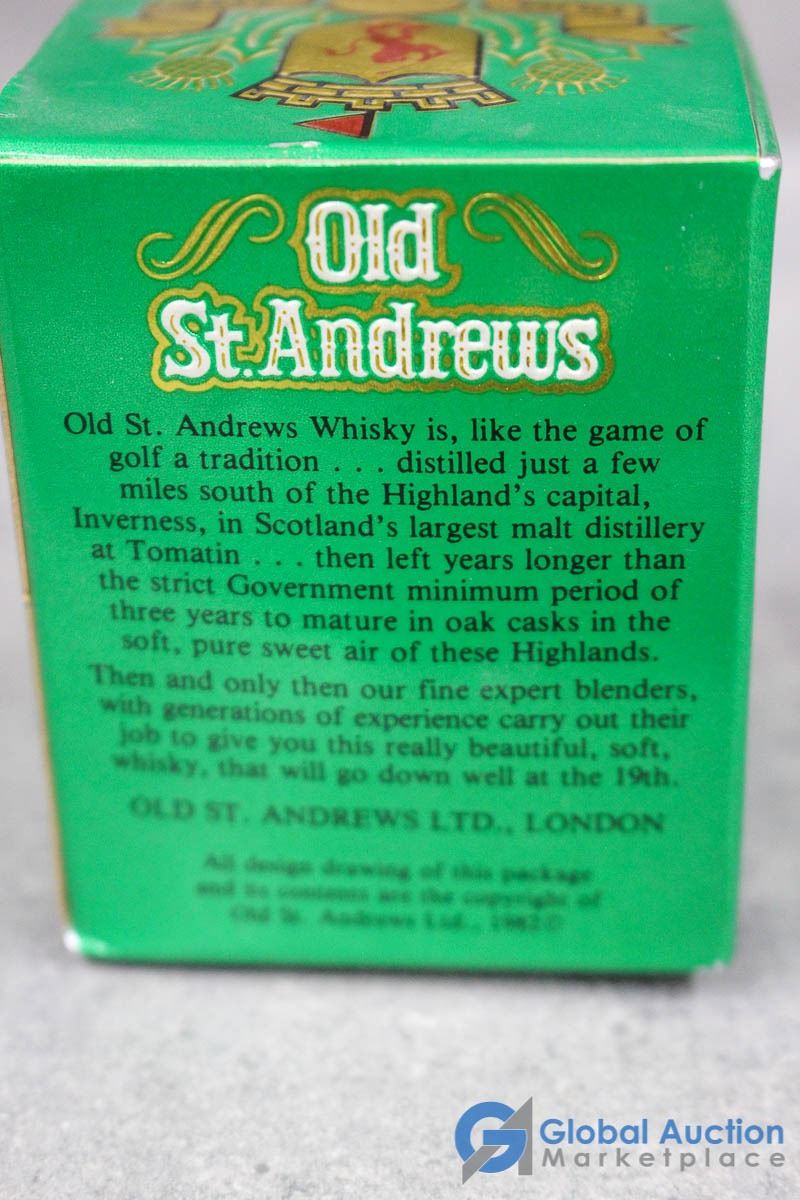 Old
St. Andrews
Old St. Andrews Whisky is, like the game of
golf a tradition . . . distilled just a few
miles south of the Highland's capital,
Inverness, in Scotland's largest malt distillery
at Tomatin . . . then left years longer than
the strict Government minimum period of
three years to mature in oak casks in the
soft, pure sweet air of these Highlands.
Then and only then our fine expert blenders,
with generations of experience carry out their
job to give you this really beautiful, soft,
whisky, that will go down well at the 19th.
OLD ST. ANDREWS LTD., LONDON
All design drawing of this package
and its contents are the copyright of
Old St. Andrews Ltd., 1982 ©
Global Auction
Marketplace